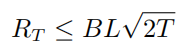 R_T ≤ BL√2T